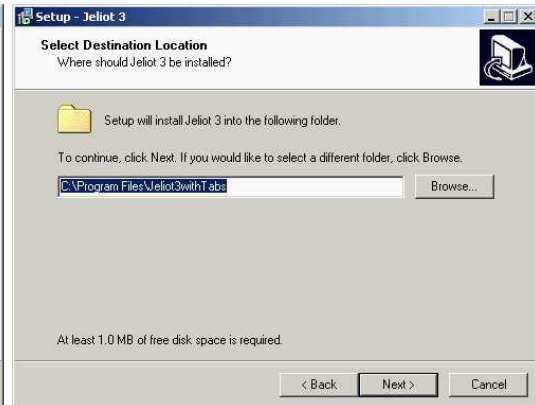 Setup - Jeliot 3
Select Destination Location
Where should Jeliot 3 be installed?
Setup will install Jeliot 3 into the following folder.
To continue, click Next. If you would like to select a different folder, click Browse.
C:\Program Files\Jeliot3withTabs
Browse...
At least 1.0 MB of free disk space is required.
< Back
Next >
Cancel